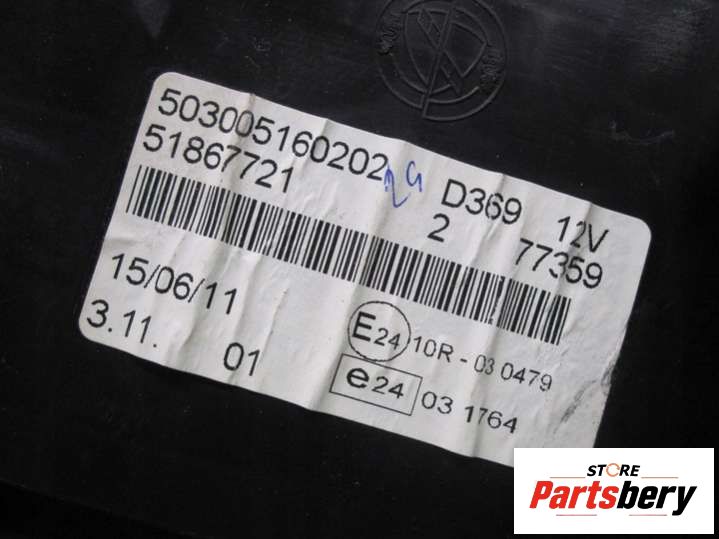 503005160202 D369 12V
51867721 2 77359
15/06/11
3.11. 01
E24 10R - 03 0479
e24 03 1764
STORE
Partsbery